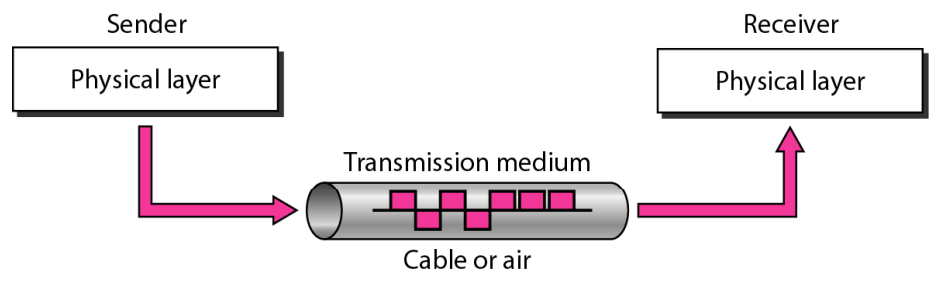 Sender
Receiver
Physical layer
Physical layer
Transmission medium
Cable or air